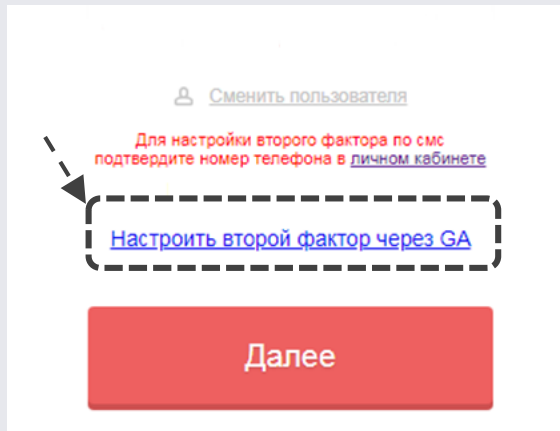 Сменить пользователя
Для настройки второго фактора по смс
подтвердите номер телефона в личном кабинете
Настроить второй фактор через GA
Далее